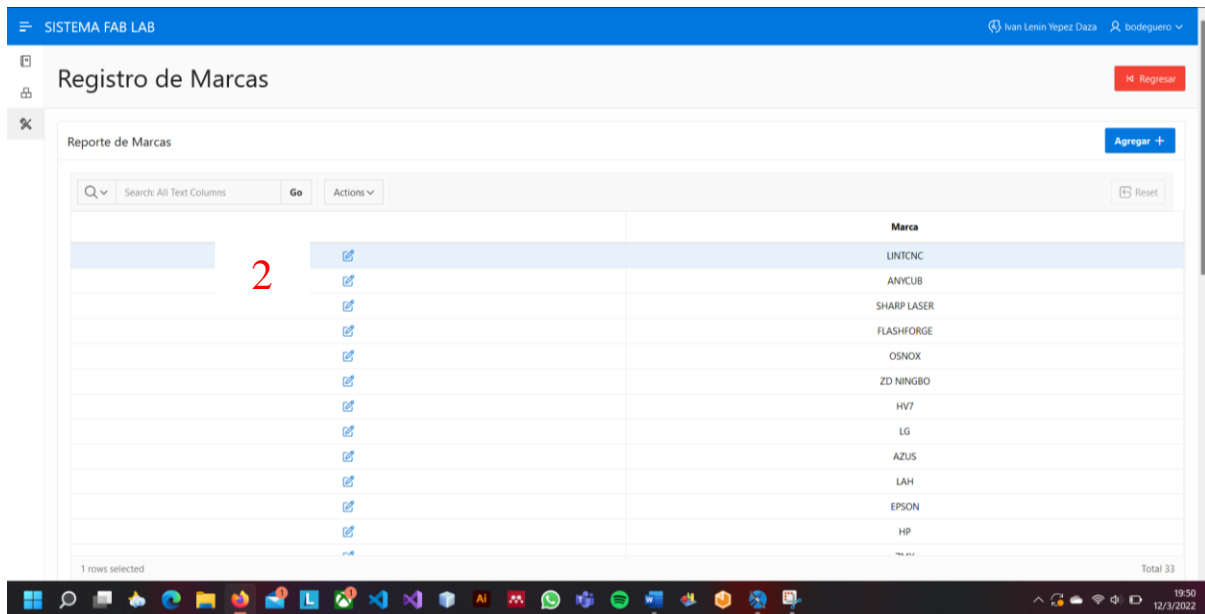 SISTEMA FAB LAB
Ivan Lenin Yepez Daza bodeguero
Registro de Marcas
Regresar
Reporte de Marcas
Agregar +
Search: All Text Columns Go Actions Reset
Marca
2
LINTCNC
ANYCUB
SHARP LASER
FLASHFORGE
OSNOX
ZD NINGBO
HV7
LG
AZUS
LAH
EPSON
HP
1 rows selected Total 33
19:50
12/3/2022